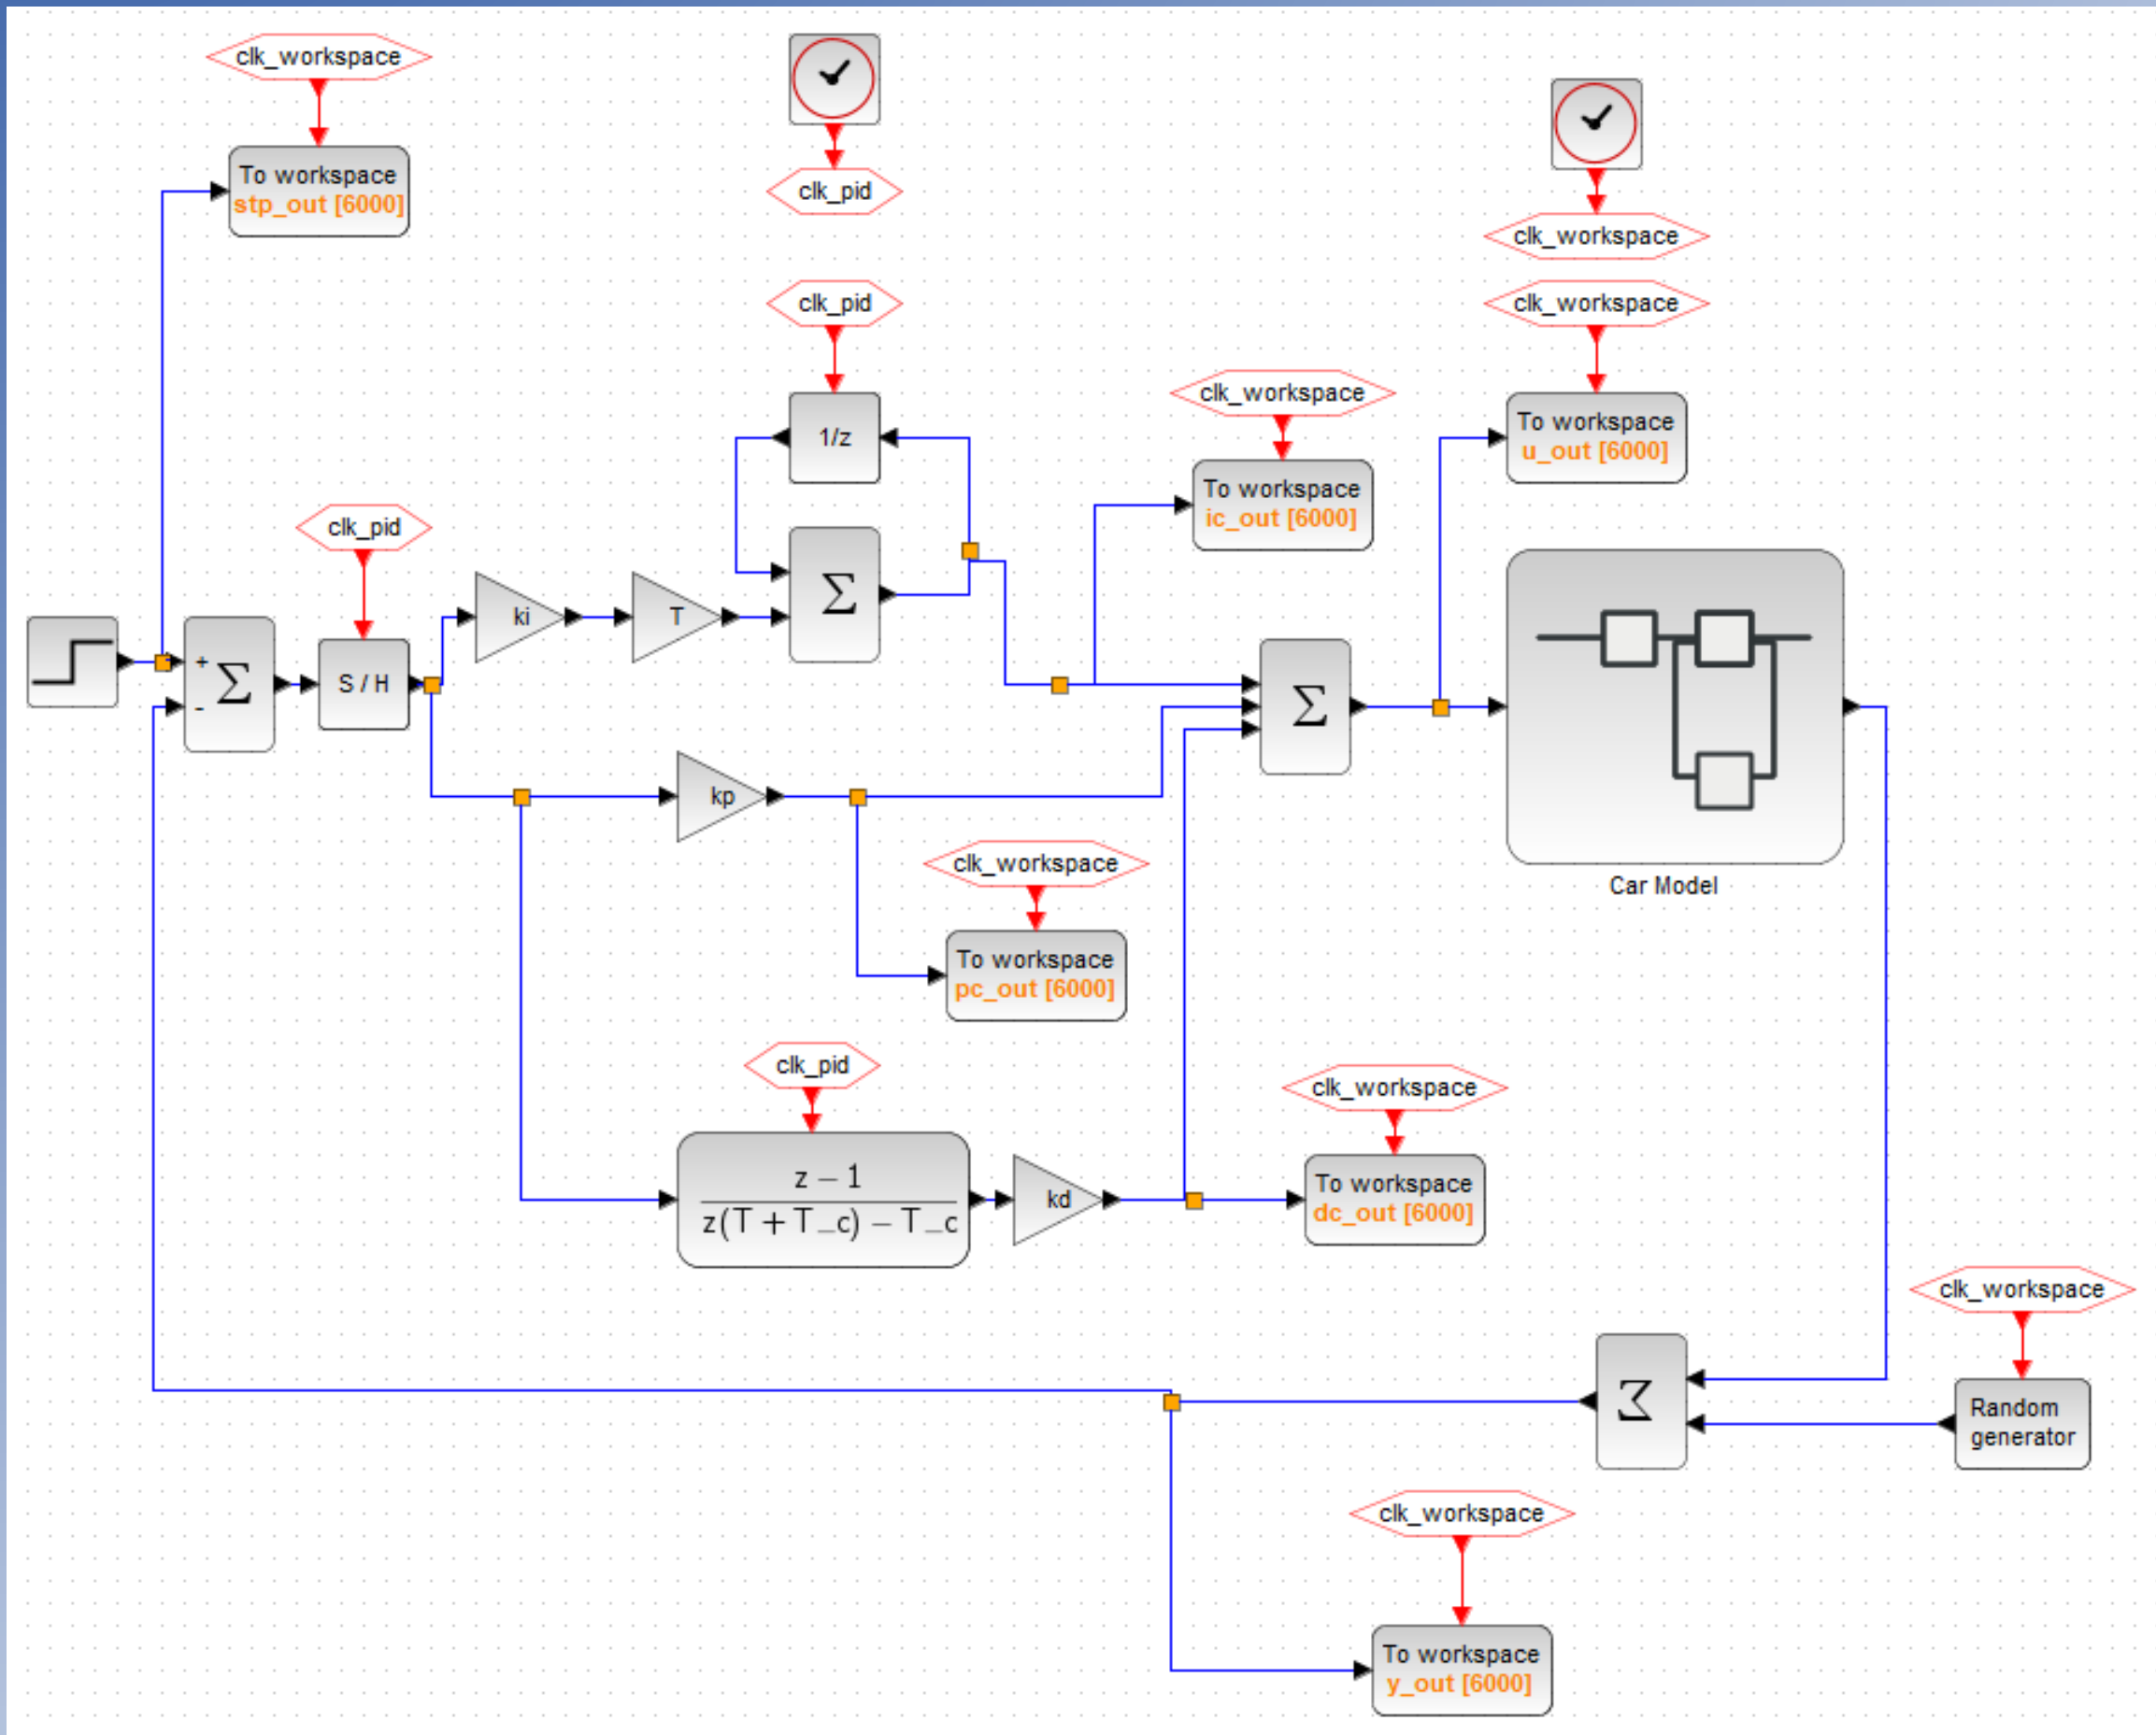 clk_workspace
To workspace
stp_out [6000]
clk_pid
clk_workspace
clk_pid
clk_workspace
1/z
clk_workspace
To workspace
ic_out [6000]
To workspace
u_out [6000]
clk_pid
+
-
Σ
S / H
ki
T
Σ
Σ
Car Model
kp
clk_workspace
To workspace
pc_out [6000]
clk_pid
z − 1
z(T + T_c) − T_c
kd
clk_workspace
To workspace
dc_out [6000]
clk_workspace
Random
generator
Σ
clk_workspace
To workspace
y_out [6000]